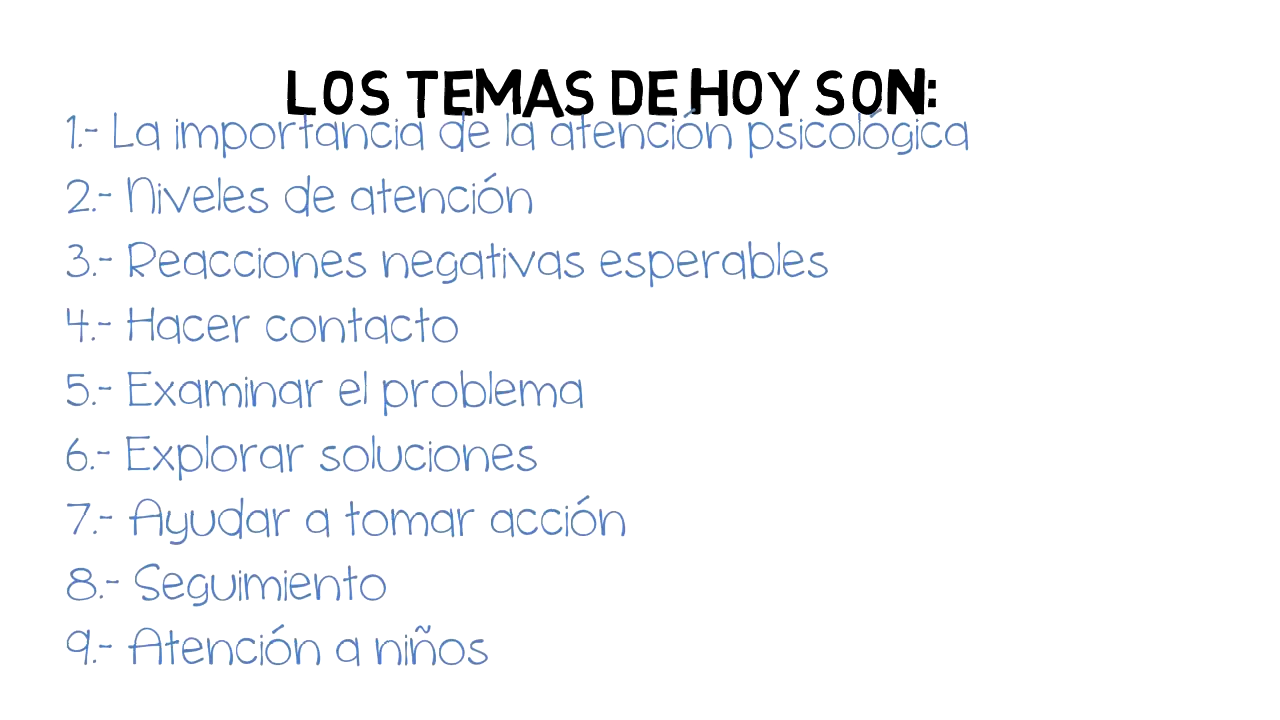 LOS TEMAS DE HOY SON:
1.- La importancia de la atención psicológica
2.- Niveles de atención
3.- Reacciones negativas esperables
4.- Hacer contacto
5.- Examinar el problema
6.- Explorar soluciones
7.- Ayudar a tomar acción
8.- Seguimiento
9.- Atención a niños